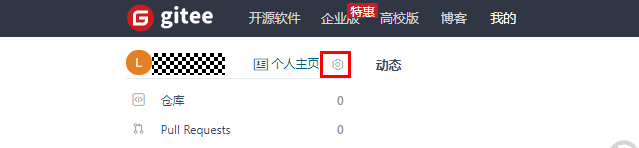 gitee 开源软件 企业版 特惠 高校版 博客 我的
L 个人主页 动态
仓库 0
Pull Requests 0